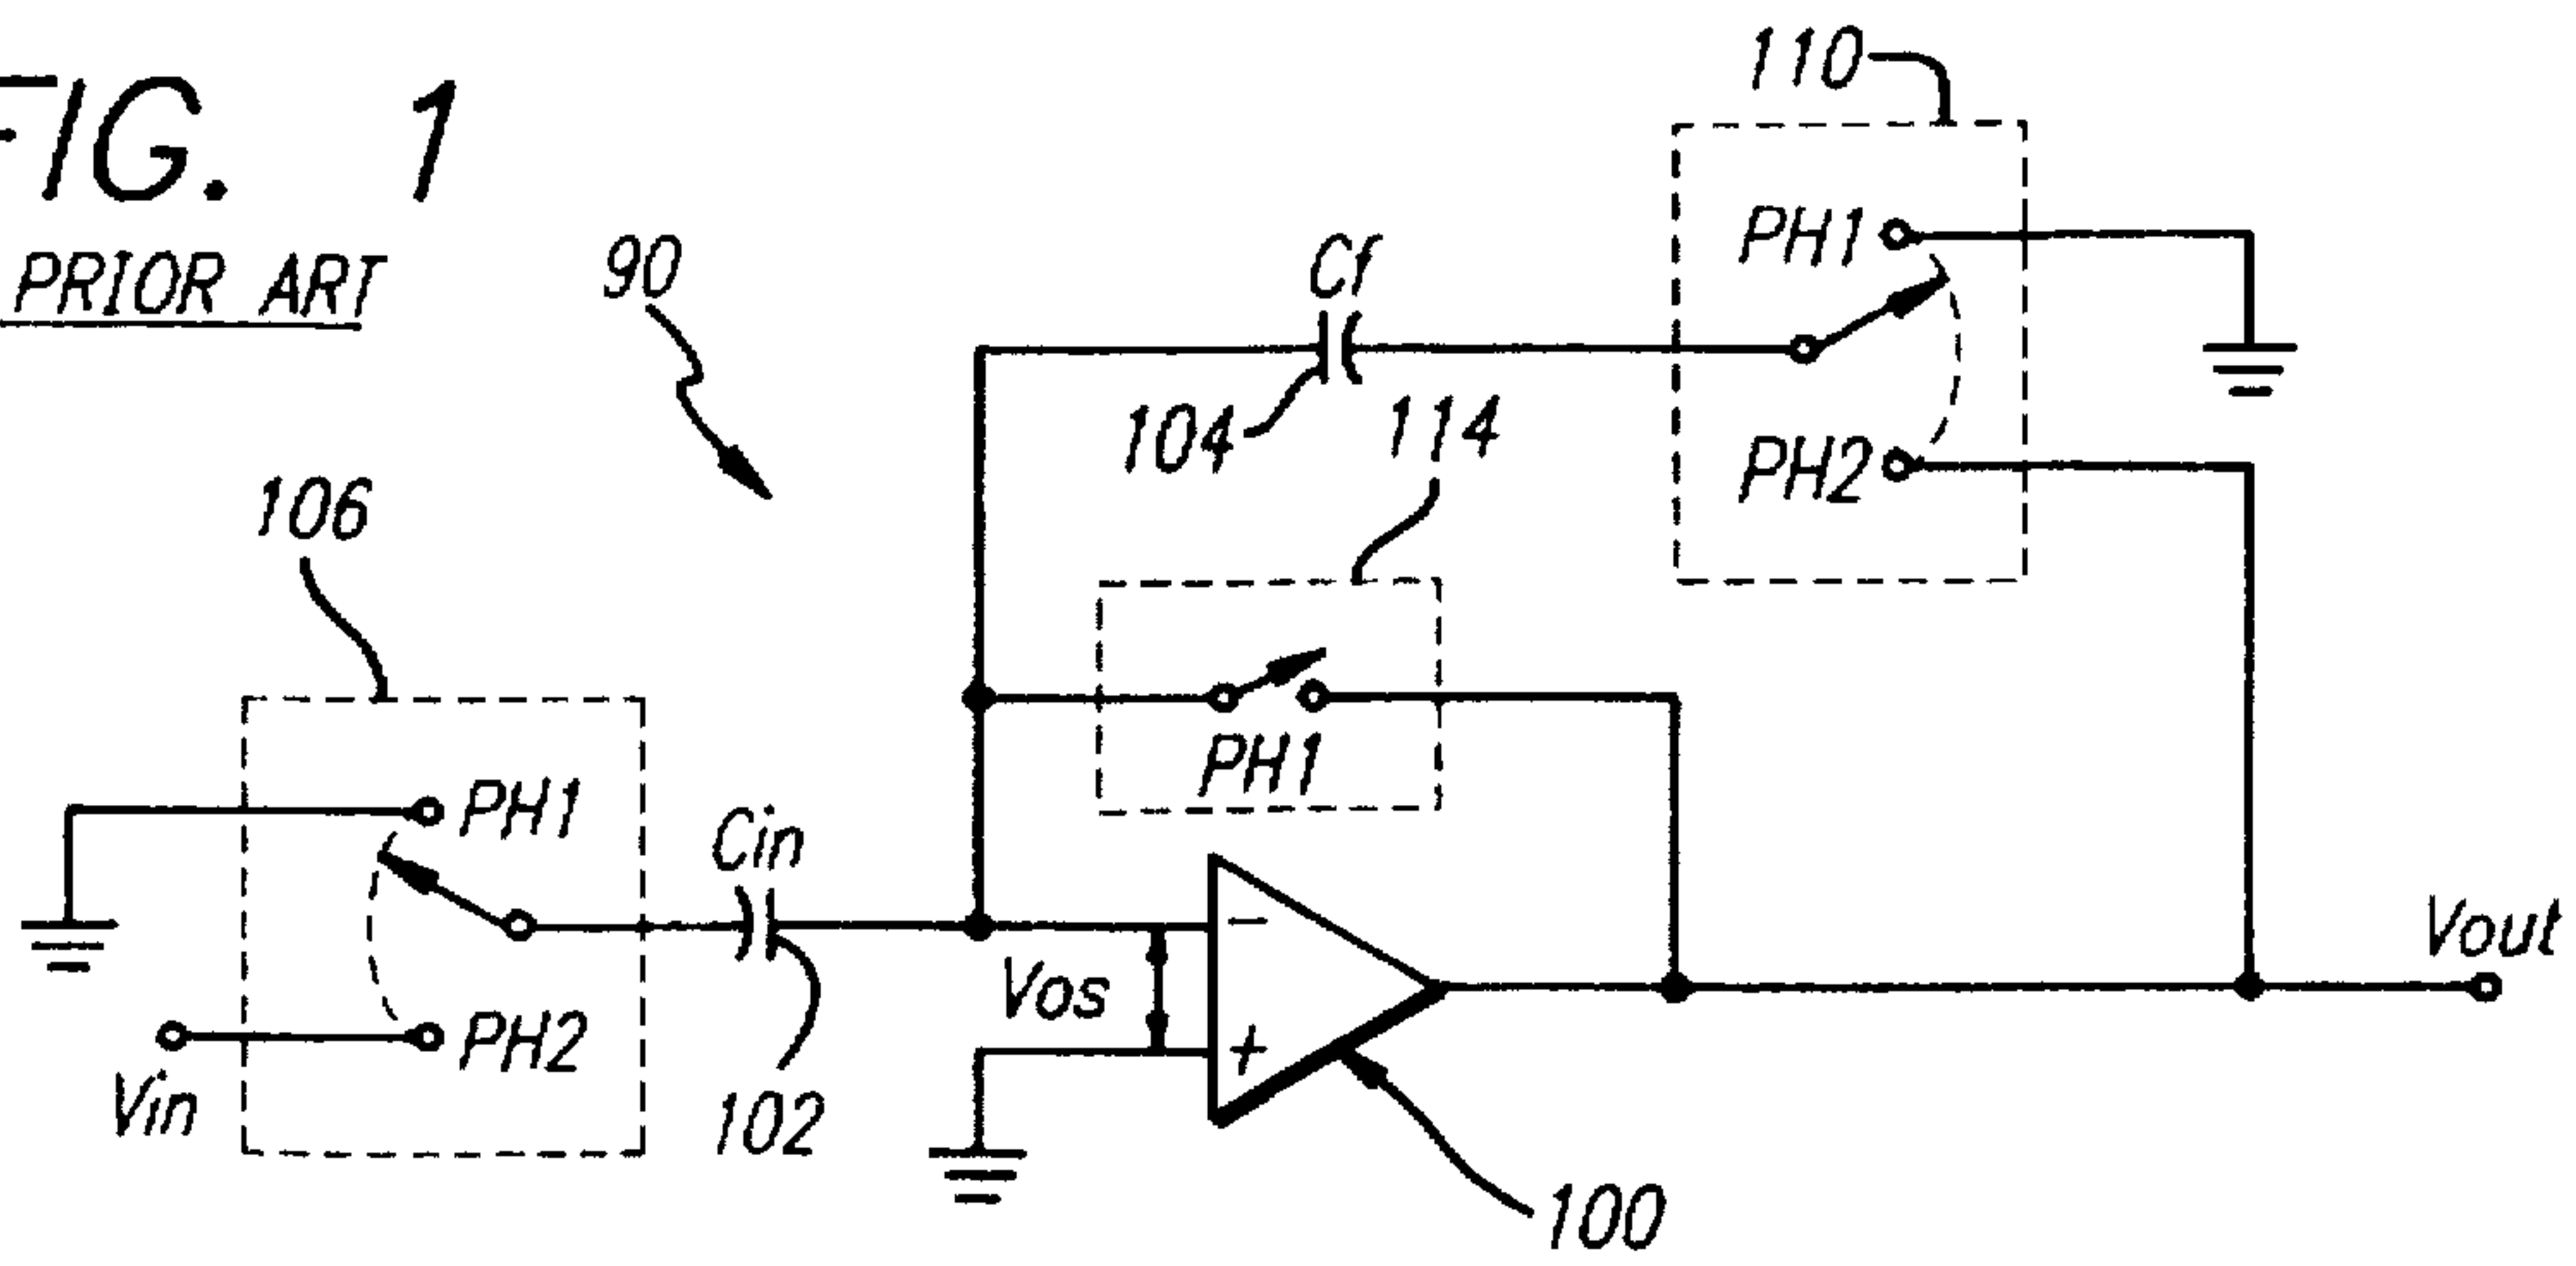 FIG. 1
PRIOR ART
90
110
PH1
PH2
Cf
104
114
PH1
106
PH1
PH2
Vin
Cin
102
Vos
−
+
100
Vout